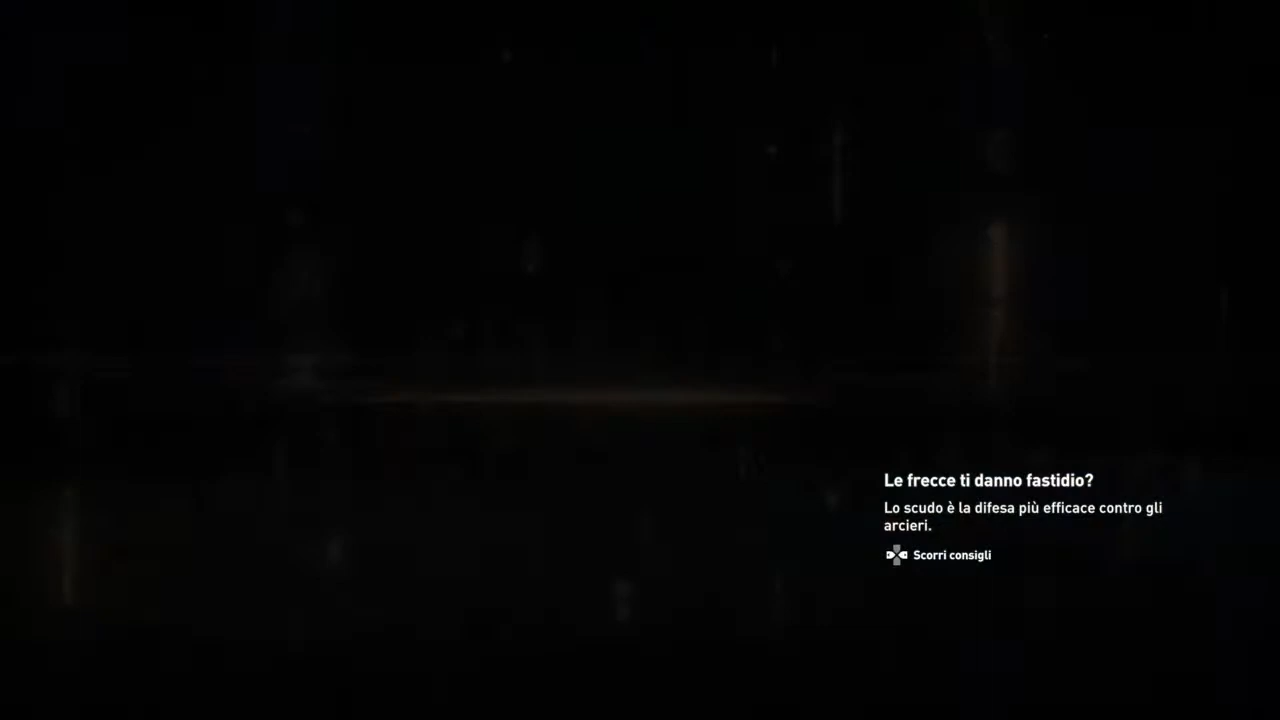 Le frecce ti danno fastidio?
Lo scudo è la difesa più efficace contro gli
arcieri.
Scorri consigli